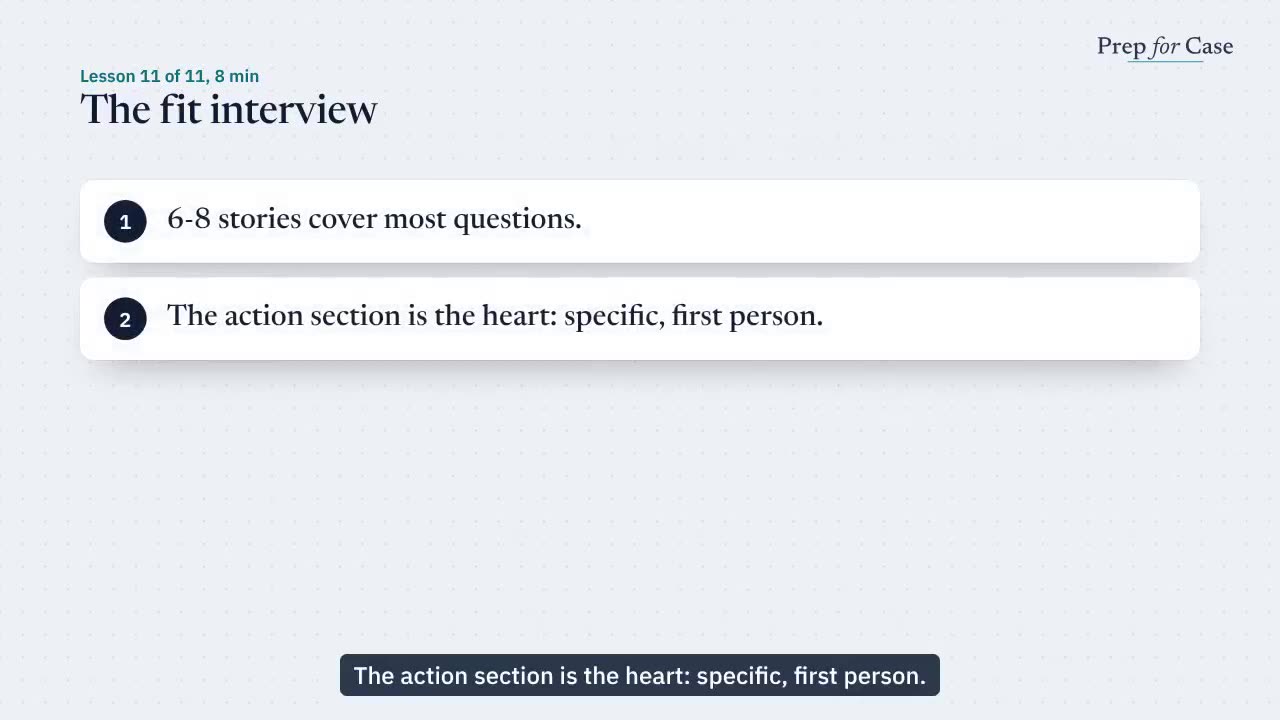 Prep for Case
Lesson 11 of 11, 8 min
The fit interview
1 6-8 stories cover most questions.
2 The action section is the heart: specific, first person.
The action section is the heart: specific, first person.